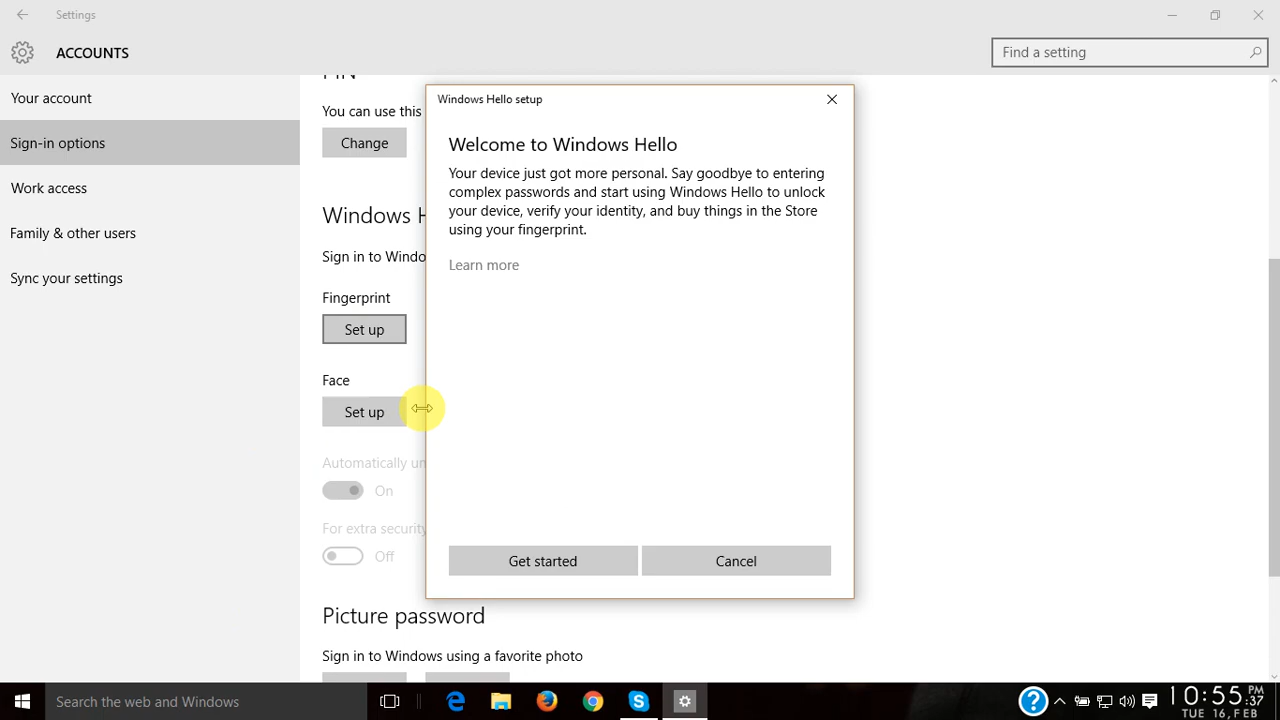 Settings
ACCOUNTS
Find a setting
Your account
Sign-in options
Work access
Family & other users
Sync your settings
PIN
You can use this
Change
Windows H
Sign in to Windo
Fingerprint
Set up
Face
Set up
Automatically un
On
For extra security
Off
Picture password
Sign in to Windows using a favorite photo
Windows Hello setup
Welcome to Windows Hello
Your device just got more personal. Say goodbye to entering
complex passwords and start using Windows Hello to unlock
your device, verify your identity, and buy things in the Store
using your fingerprint.
Learn more
Get started
Cancel
Search the web and Windows
10:55:37
TUE 16, FEB